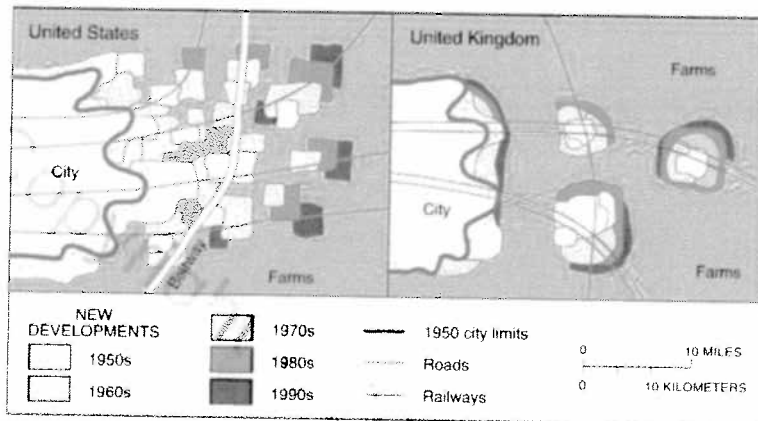 United States
City
Beltway
Farms
United Kingdom
Farms
City
Farms
NEW
DEVELOPMENTS
1950s
1960s
1970s
1980s
1990s
1950 city limits
Roads
Railways
0 10 MILES
0 10 KILOMETERS